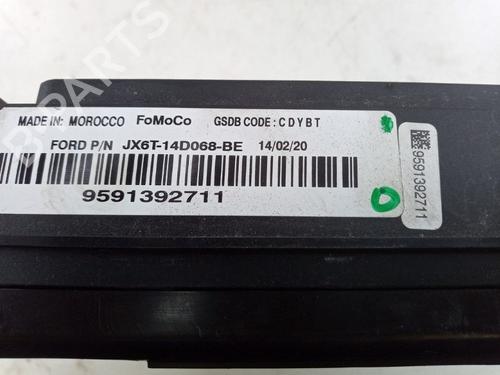 MADE IN: MOROCCO FoMoCo GSDB CODE: CDYBT
FORD P/N JX6T-14D068-BE 14/02/20
9591392711
9591392711